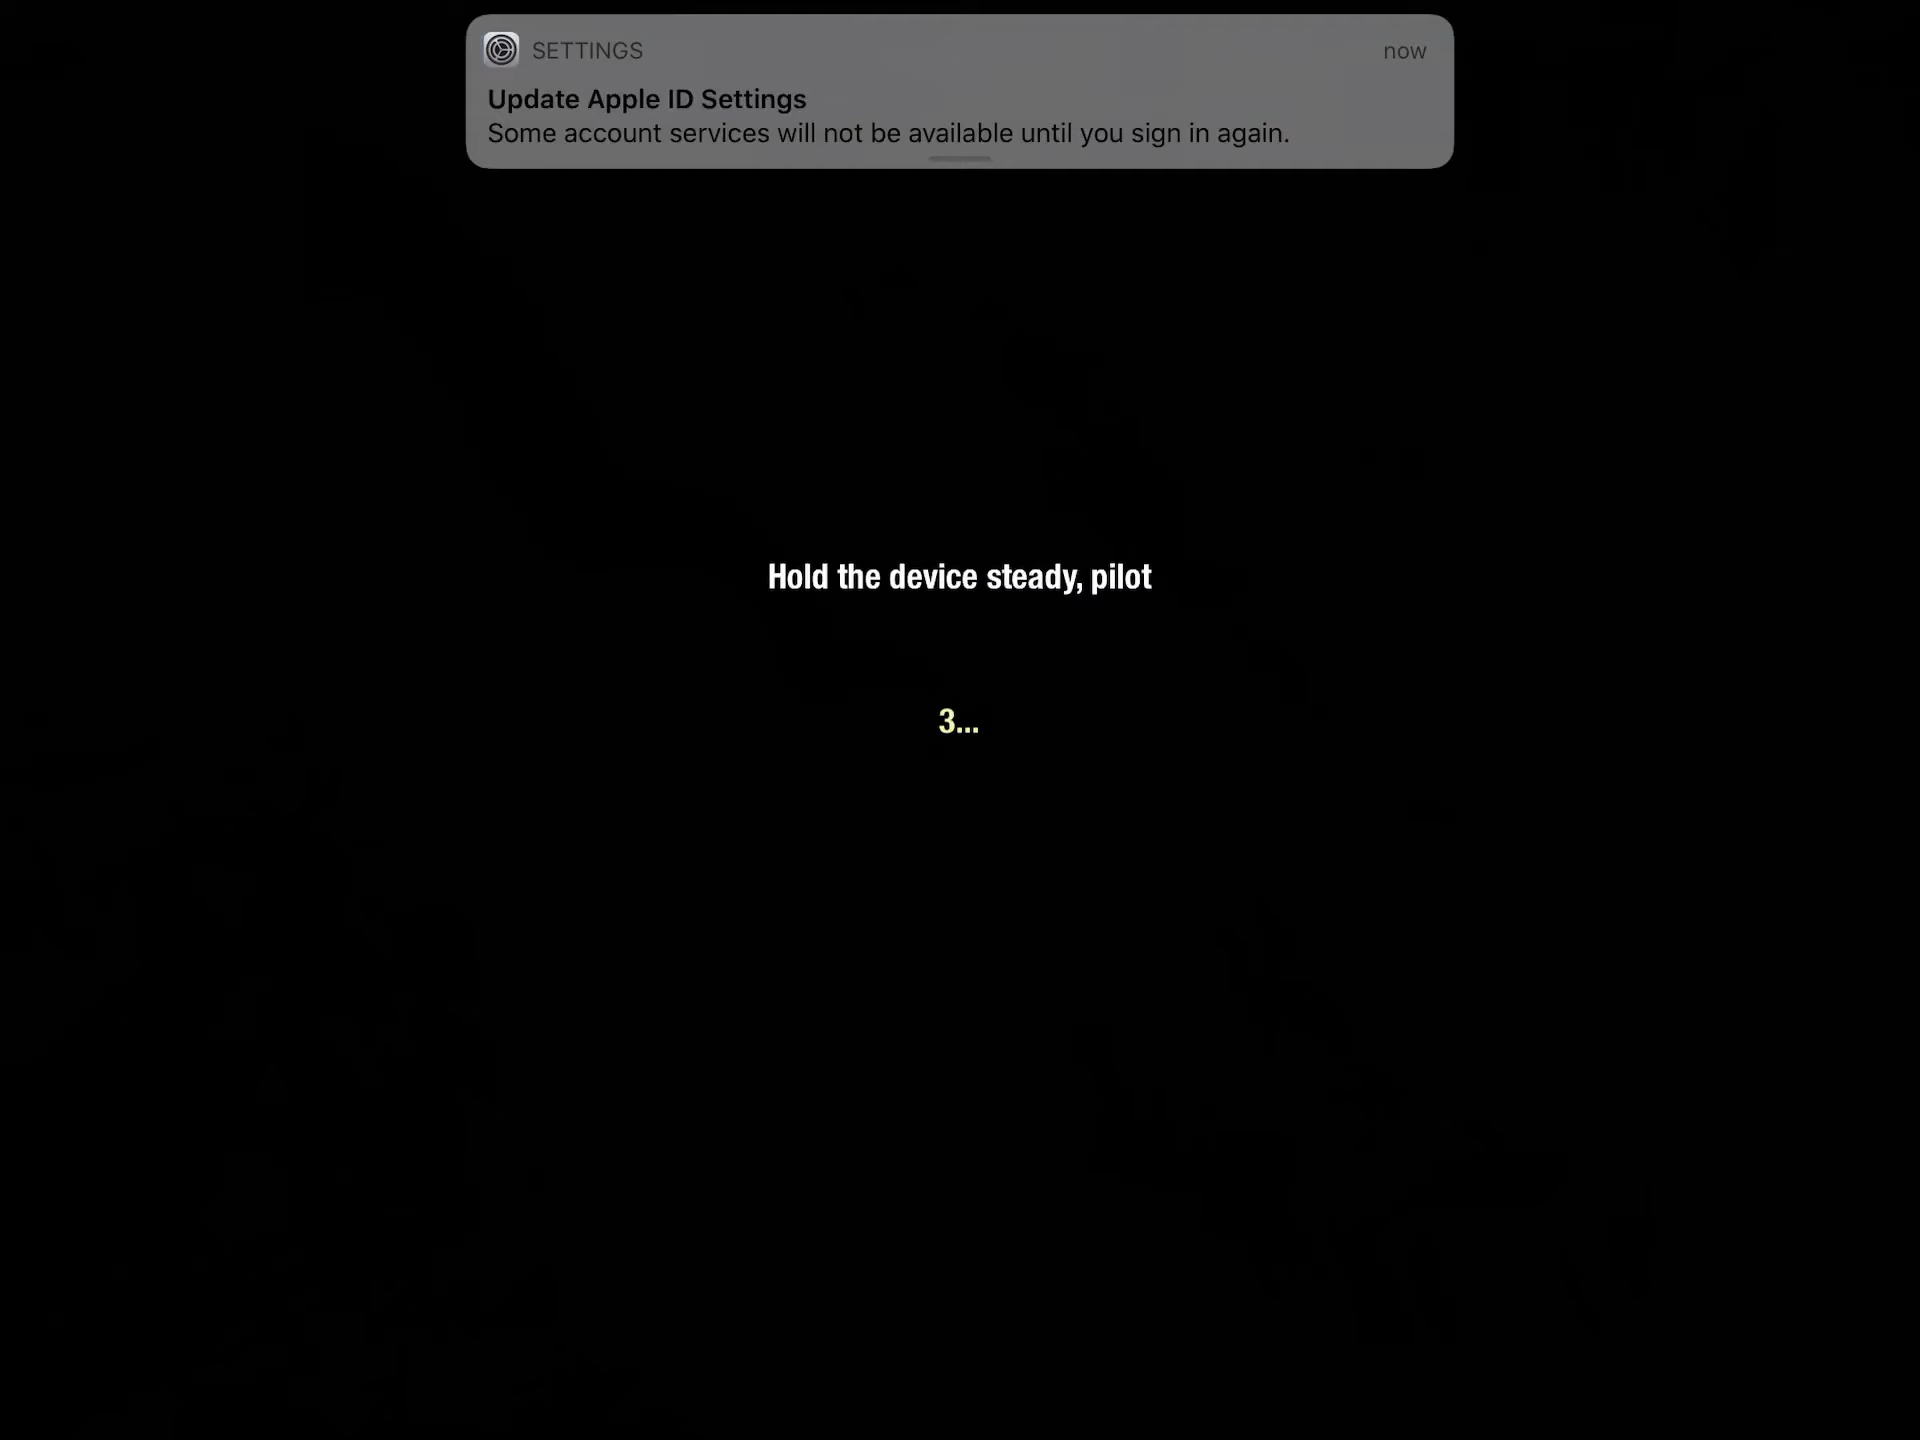 SETTINGS
now
Update Apple ID Settings
Some account services will not be available until you sign in again.
Hold the device steady, pilot
3...